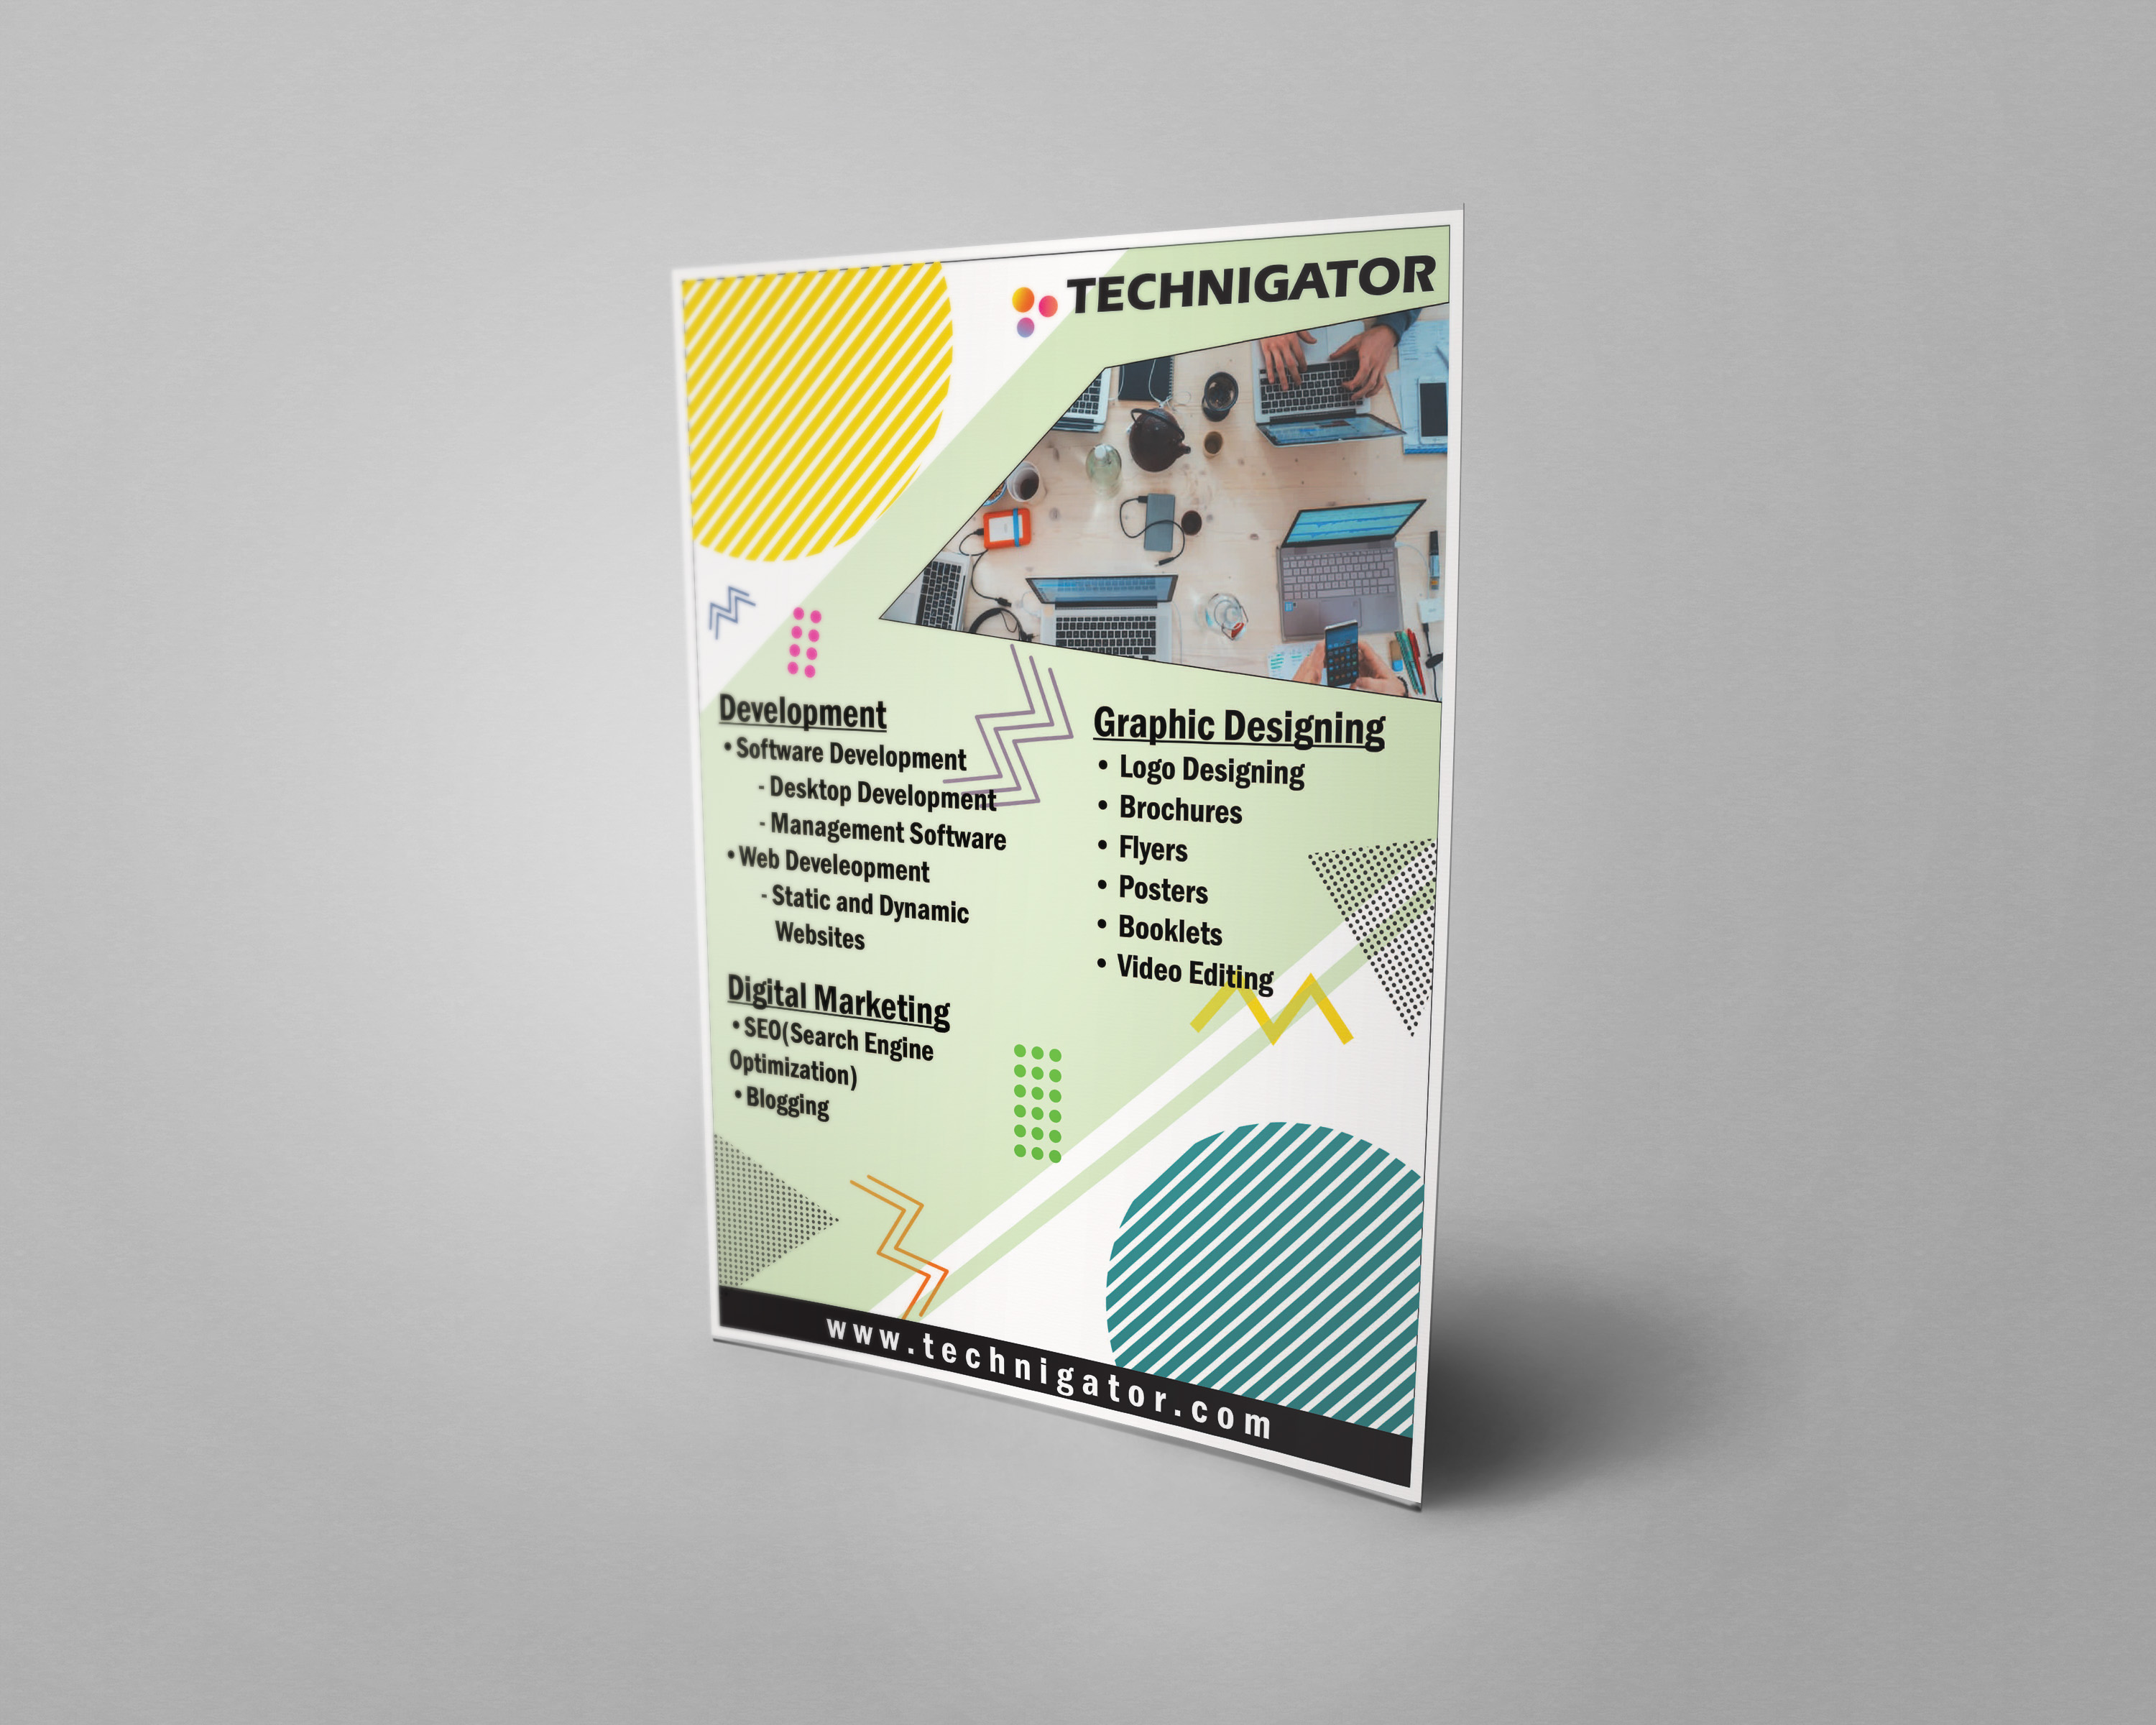 TECHNIGATOR
Development
• Software Development
- Desktop Development
- Management Software
• Web Develeopment
- Static and Dynamic
Websites
Digital Marketing
• SEO(Search Engine
Optimization)
• Blogging
Graphic Designing
• Logo Designing
• Brochures
• Flyers
• Posters
• Booklets
• Video Editing
www.technigator.com